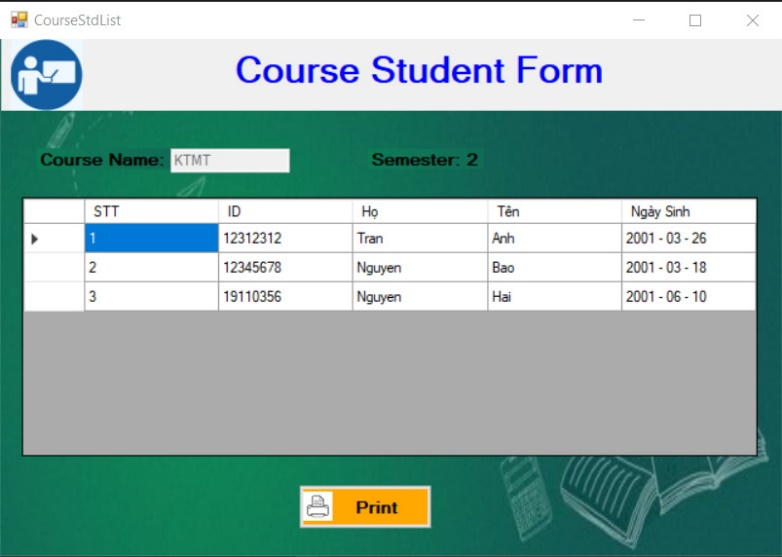 CourseStdList
Course Student Form
Course Name: KTMT Semester: 2
STT ID Họ Tên Ngày Sinh
1 12312312 Tran Anh 2001 - 03 - 26
2 12345678 Nguyen Bao 2001 - 03 - 18
3 19110356 Nguyen Hai 2001 - 06 - 10
Print